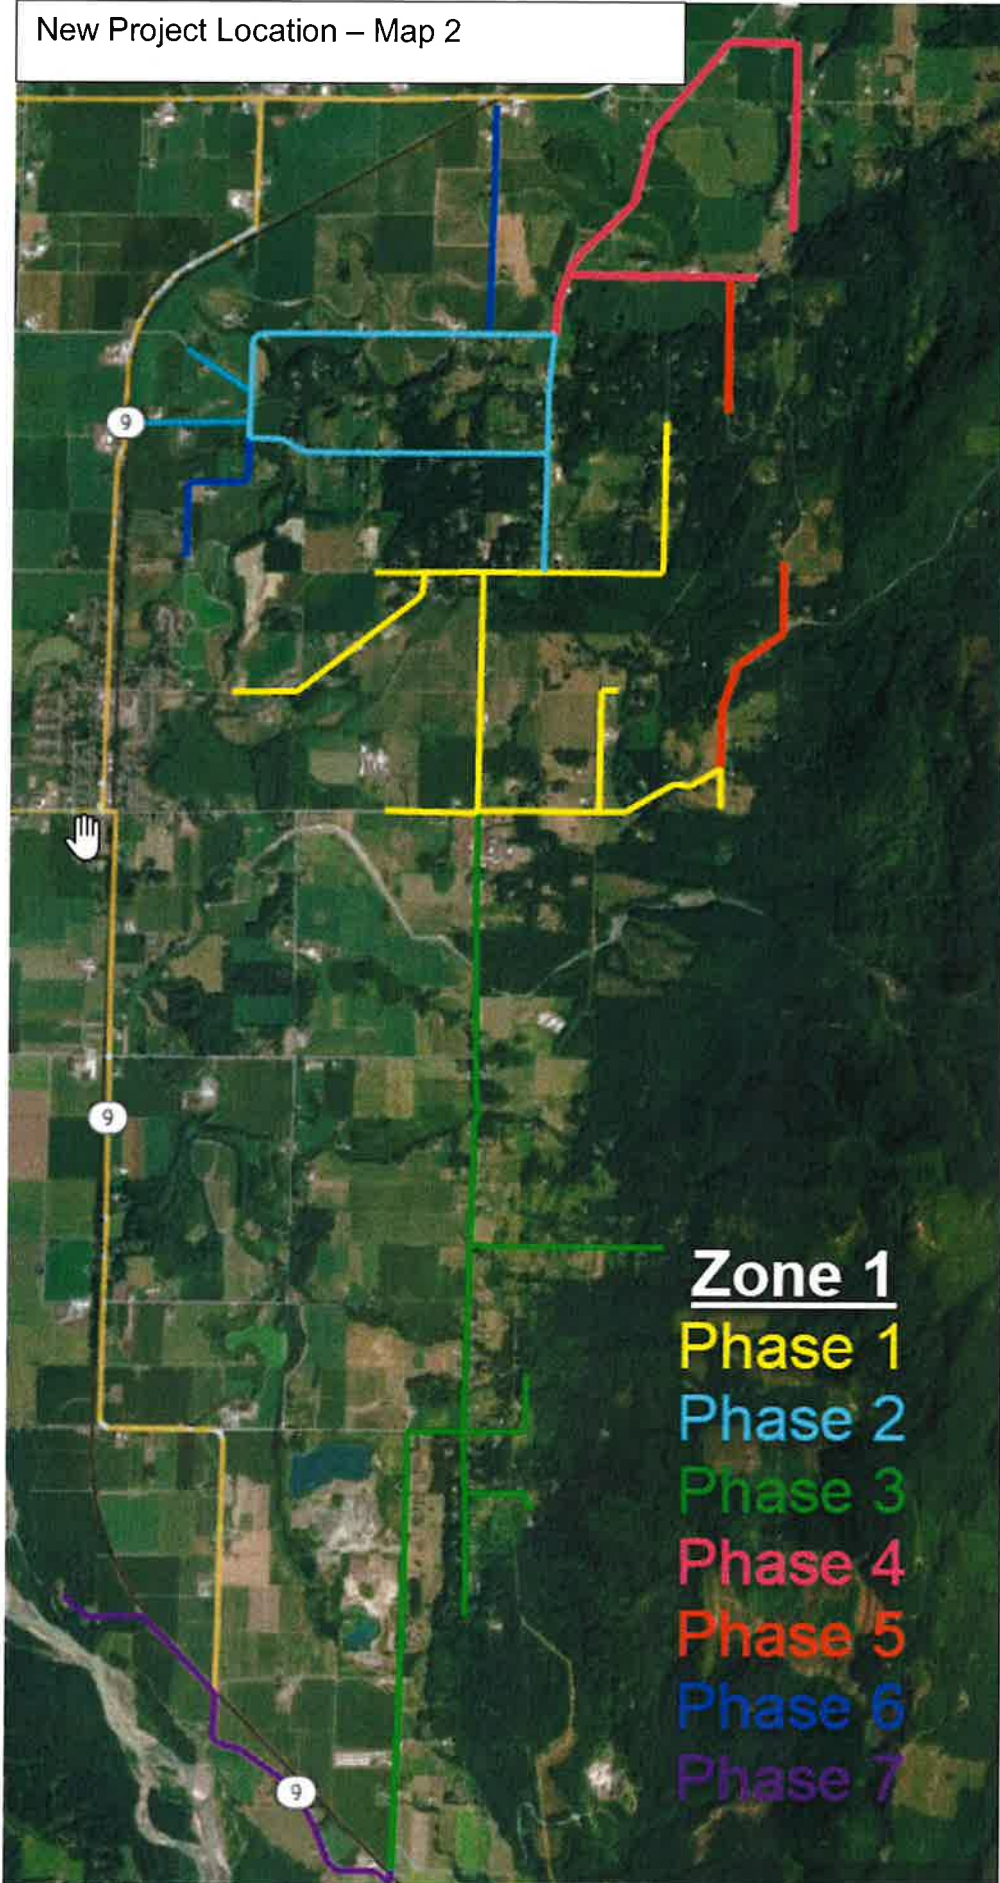 New Project Location – Map 2
9
9
Zone 1
Phase 1
Phase 2
Phase 3
Phase 4
Phase 5
Phase 6
Phase 7
9